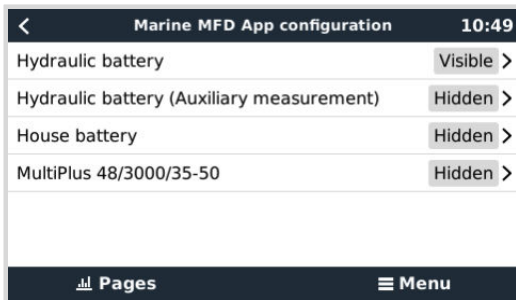 Marine MFD App configuration 10:49
Hydraulic battery Visible
Hydraulic battery (Auxiliary measurement) Hidden
House battery Hidden
MultiPlus 48/3000/35-50 Hidden
Pages Menu